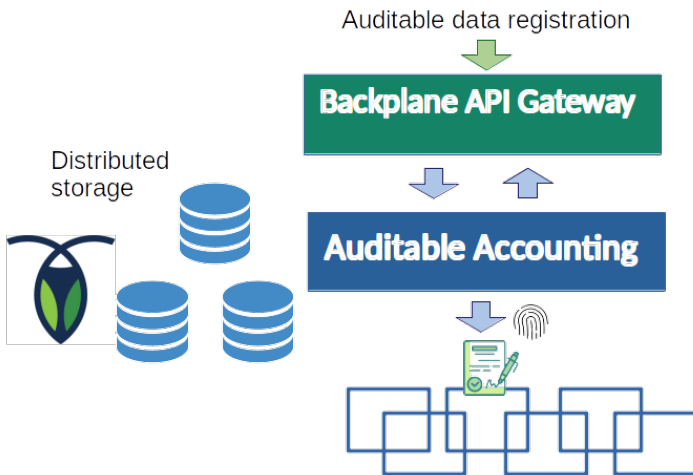 Auditable data registration
Backplane API Gateway
Distributed
storage
Auditable Accounting